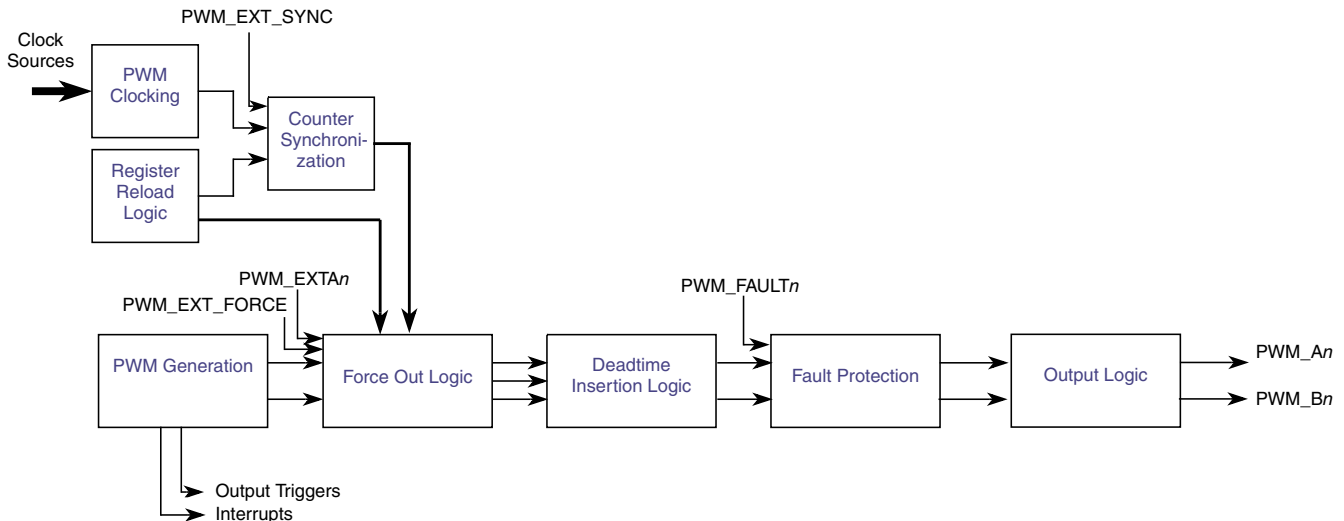 PWM_EXT_SYNC
Clock
Sources
PWM
Clocking
Counter
Synchroni-
zation
Register
Reload
Logic
PWM_EXTAn
PWM_EXT_FORCE
PWM_FAULTn
PWM Generation
Force Out Logic
Deadtime
Insertion Logic
Fault Protection
Output Logic
PWM_An
PWM_Bn
Output Triggers
Interrupts